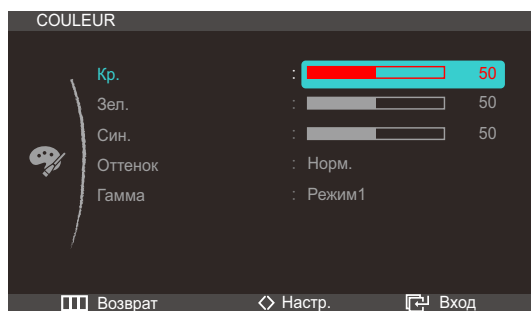 COULEUR
Кр. : 50
Зел. : 50
Син. : 50
Оттенок : Норм.
Гамма : Режим1
Возврат Настр. Вход